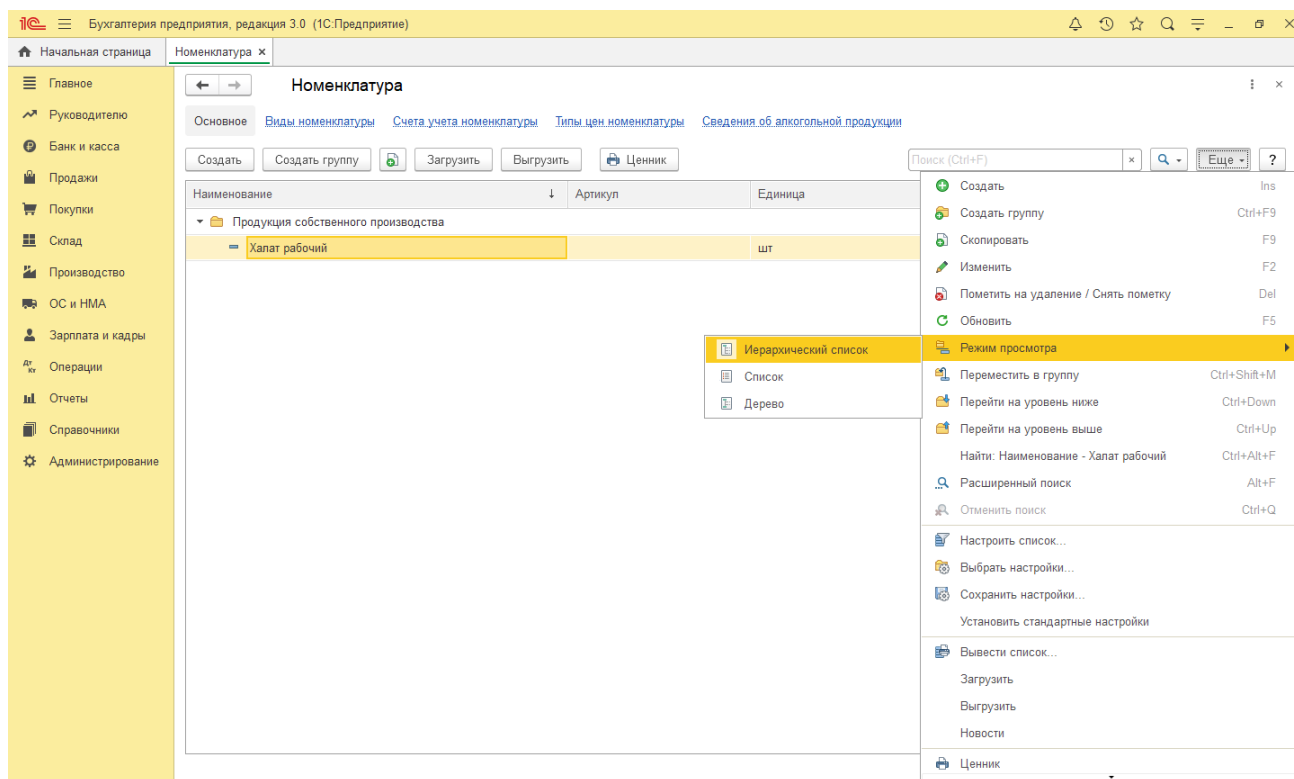 1С Бухгалтерия предприятия, редакция 3.0 (1С:Предприятие)
Начальная страница Номенклатура ×
Главное
Руководителю
Банк и касса
Продажи
Покупки
Склад
Производство
ОС и НМА
Зарплата и кадры
Дт Кт Операции
Отчеты
Справочники
Администрирование
Номенклатура
Основное Виды номенклатуры Счета учета номенклатуры Типы цен номенклатуры Сведения об алкогольной продукции
Создать Создать группу Загрузить Выгрузить Ценник Поиск (Ctrl+F) × Еще ?
Наименование ↓ Артикул Единица
Продукция собственного производства
Халат рабочий шт
Иерархический список
Список
Дерево
Создать Ins
Создать группу Ctrl+F9
Скопировать F9
Изменить F2
Пометить на удаление / Снять пометку Del
Обновить F5
Режим просмотра
Переместить в группу Ctrl+Shift+M
Перейти на уровень ниже Ctrl+Down
Перейти на уровень выше Ctrl+Up
Найти: Наименование - Халат рабочий Ctrl+Alt+F
Расширенный поиск Alt+F
Отменить поиск Ctrl+Q
Настроить список...
Выбрать настройки...
Сохранить настройки...
Установить стандартные настройки
Вывести список...
Загрузить
Выгрузить
Новости
Ценник